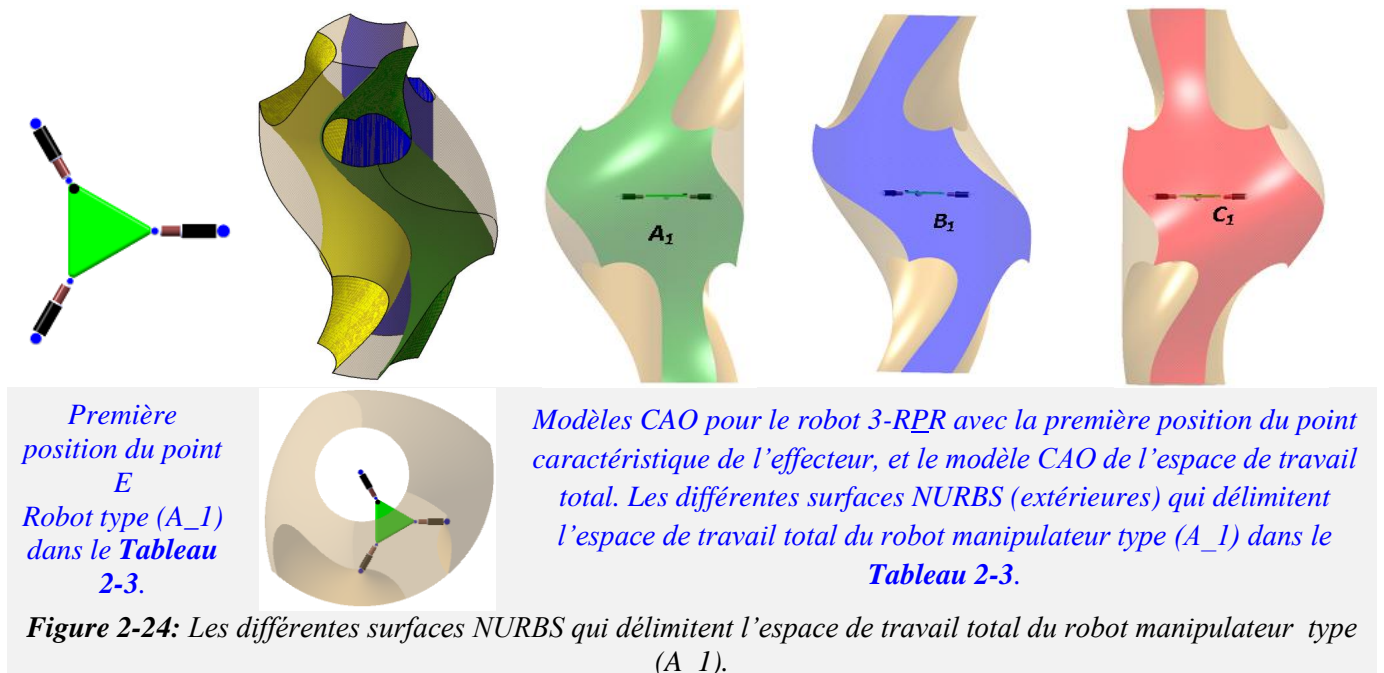 A₁
B₁
C₁
Première
position du point
E
Robot type (A_1)
dans le Tableau
2-3.
Modèles CAO pour le robot 3-RPR avec la première position du point
caractéristique de l’effecteur, et le modèle CAO de l’espace de travail
total. Les différentes surfaces NURBS (extérieures) qui délimitent
l’espace de travail total du robot manipulateur type (A_1) dans le
Tableau 2-3.
Figure 2-24: Les différentes surfaces NURBS qui délimitent l’espace de travail total du robot manipulateur type
(A_1).